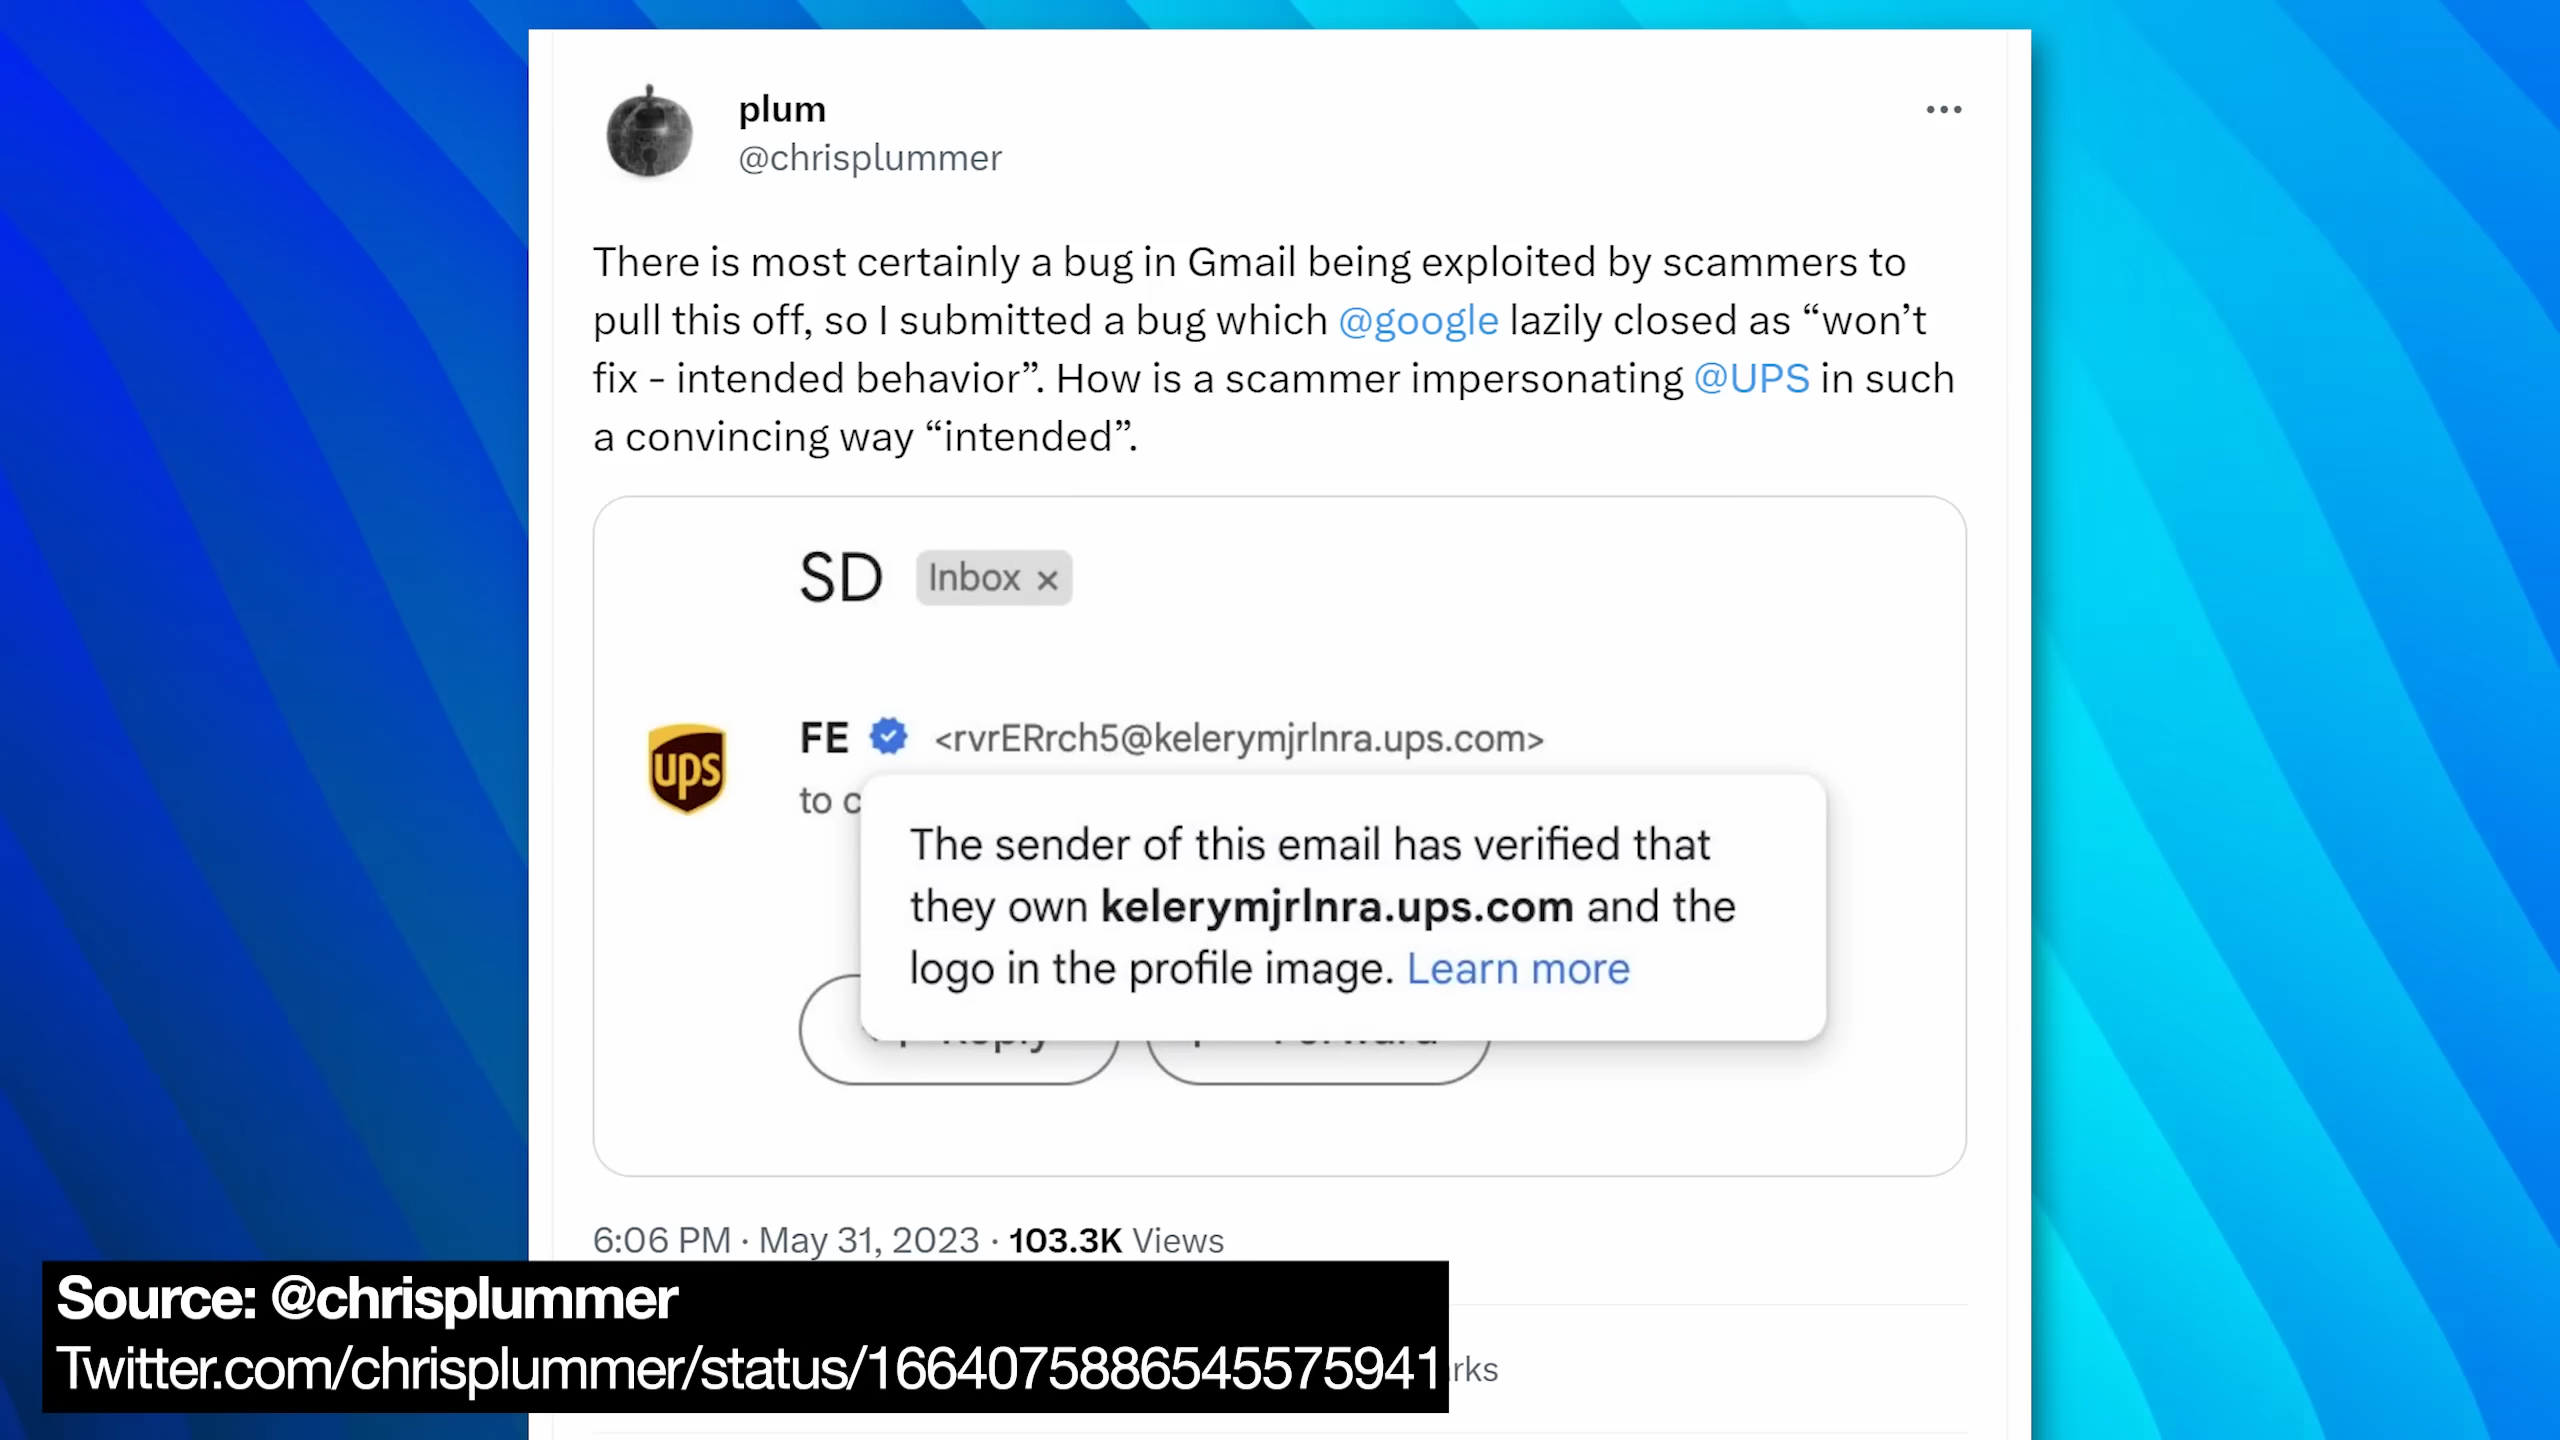 plum
@chrisplummer
There is most certainly a bug in Gmail being exploited by scammers to
pull this off, so I submitted a bug which @google lazily closed as “won’t
fix - intended behavior”. How is a scammer impersonating @UPS in such
a convincing way “intended”.
SD Inbox ×
ups
FE <rvrERrch5@kelerymjrlnra.ups.com>
to c
The sender of this email has verified that
they own kelerymjrlnra.ups.com and the
logo in the profile image. Learn more
Reply Forward
6:06 PM · May 31, 2023 · 103.3K Views
Source: @chrisplummer
Twitter.com/chrisplummer/status/1664075886545575941
rks